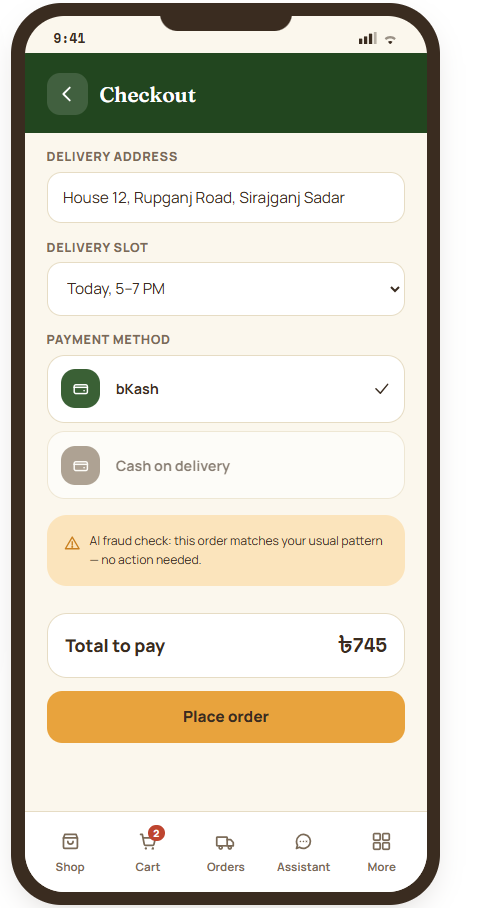 9:41
Checkout
DELIVERY ADDRESS
House 12, Rupganj Road, Sirajganj Sadar
DELIVERY SLOT
Today, 5–7 PM
PAYMENT METHOD
bKash
Cash on delivery
AI fraud check: this order matches your usual pattern
— no action needed.
Total to pay
৳745
Place order
2
Shop
Cart
Orders
Assistant
More